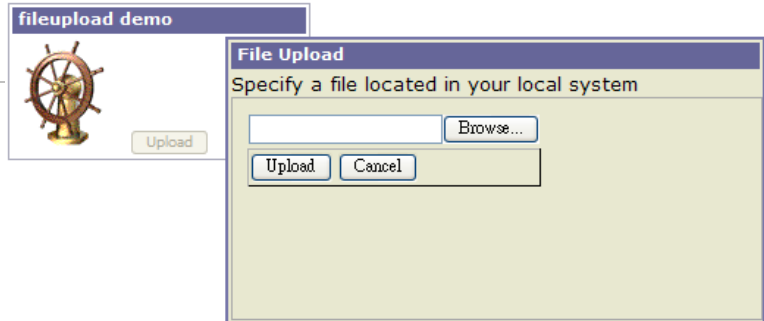 fileupload demo
Upload
File Upload
Specify a file located in your local system
Browse...
Upload Cancel